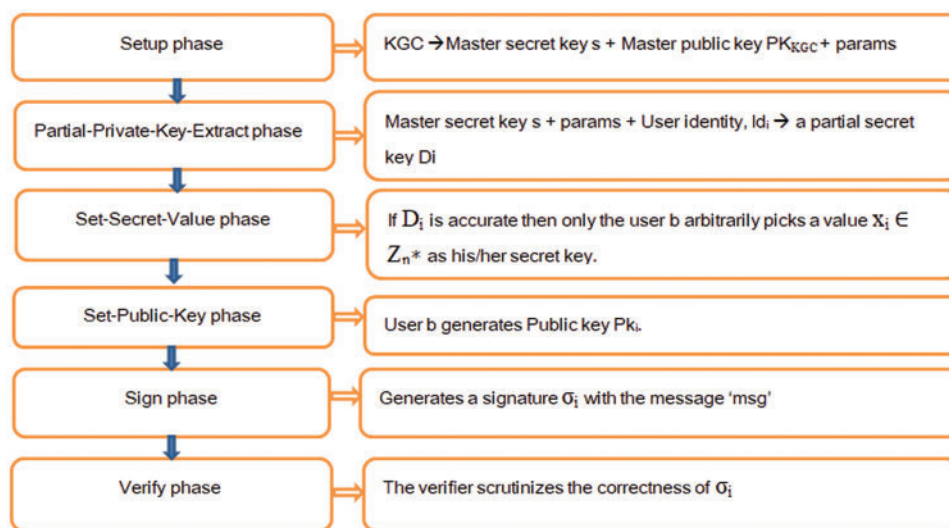 Setup phase
KGC →Master secret key s + Master public key PK_KGC + params
Partial-Private-Key-Extract phase
Master secret key s + params + User identity, Idᵢ → a partial secret
key Di
Set-Secret-Value phase
If Dᵢ is accurate then only the user b arbitrarily picks a value xᵢ ∈
Zₙ* as his/her secret key.
Set-Public-Key phase
User b generates Public key Pkᵢ.
Sign phase
Generates a signature σᵢ with the message ‘msg’
Verify phase
The verifier scrutinizes the correctness of σᵢ